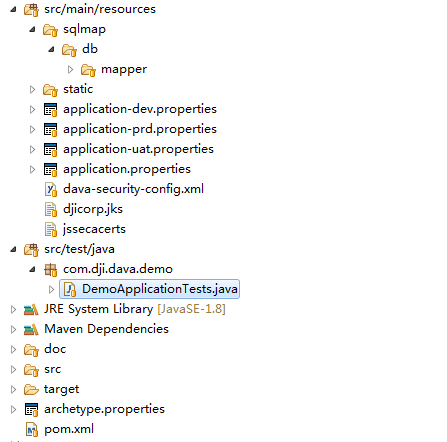 src/main/resources
sqlmap
db
mapper
static
application-dev.properties
application-prd.properties
application-uat.properties
application.properties
dava-security-config.xml
djicorp.jks
jssecacerts
src/test/java
com.dji.dava.demo
DemoApplicationTests.java
JRE System Library [JavaSE-1.8]
Maven Dependencies
doc
src
target
archetype.properties
pom.xml